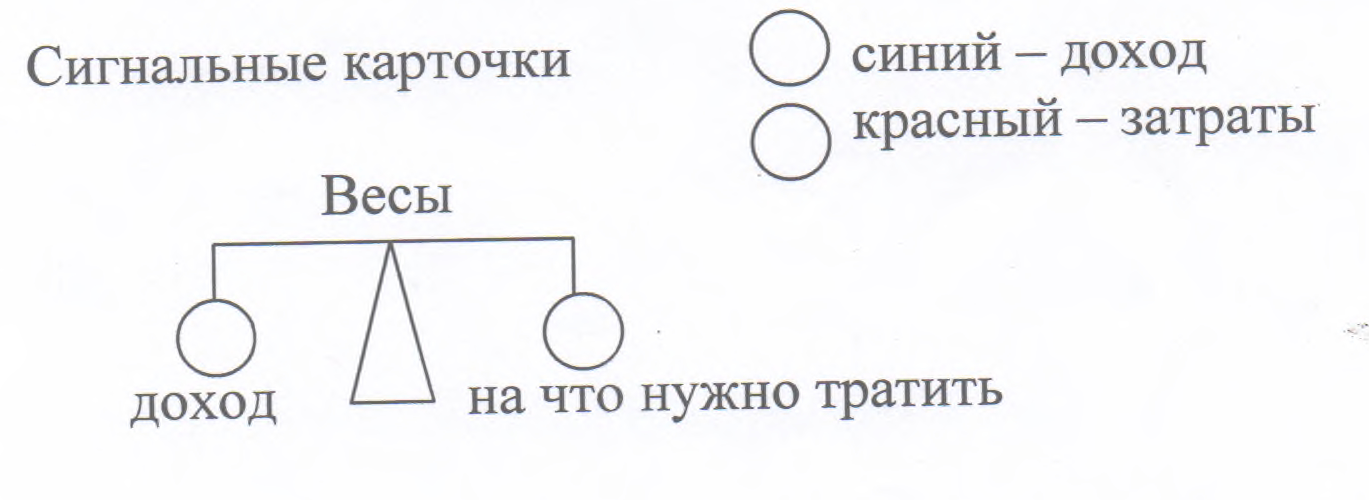 Сигнальные карточки
синий – доход
красный – затраты
Весы
доход
на что нужно тратить